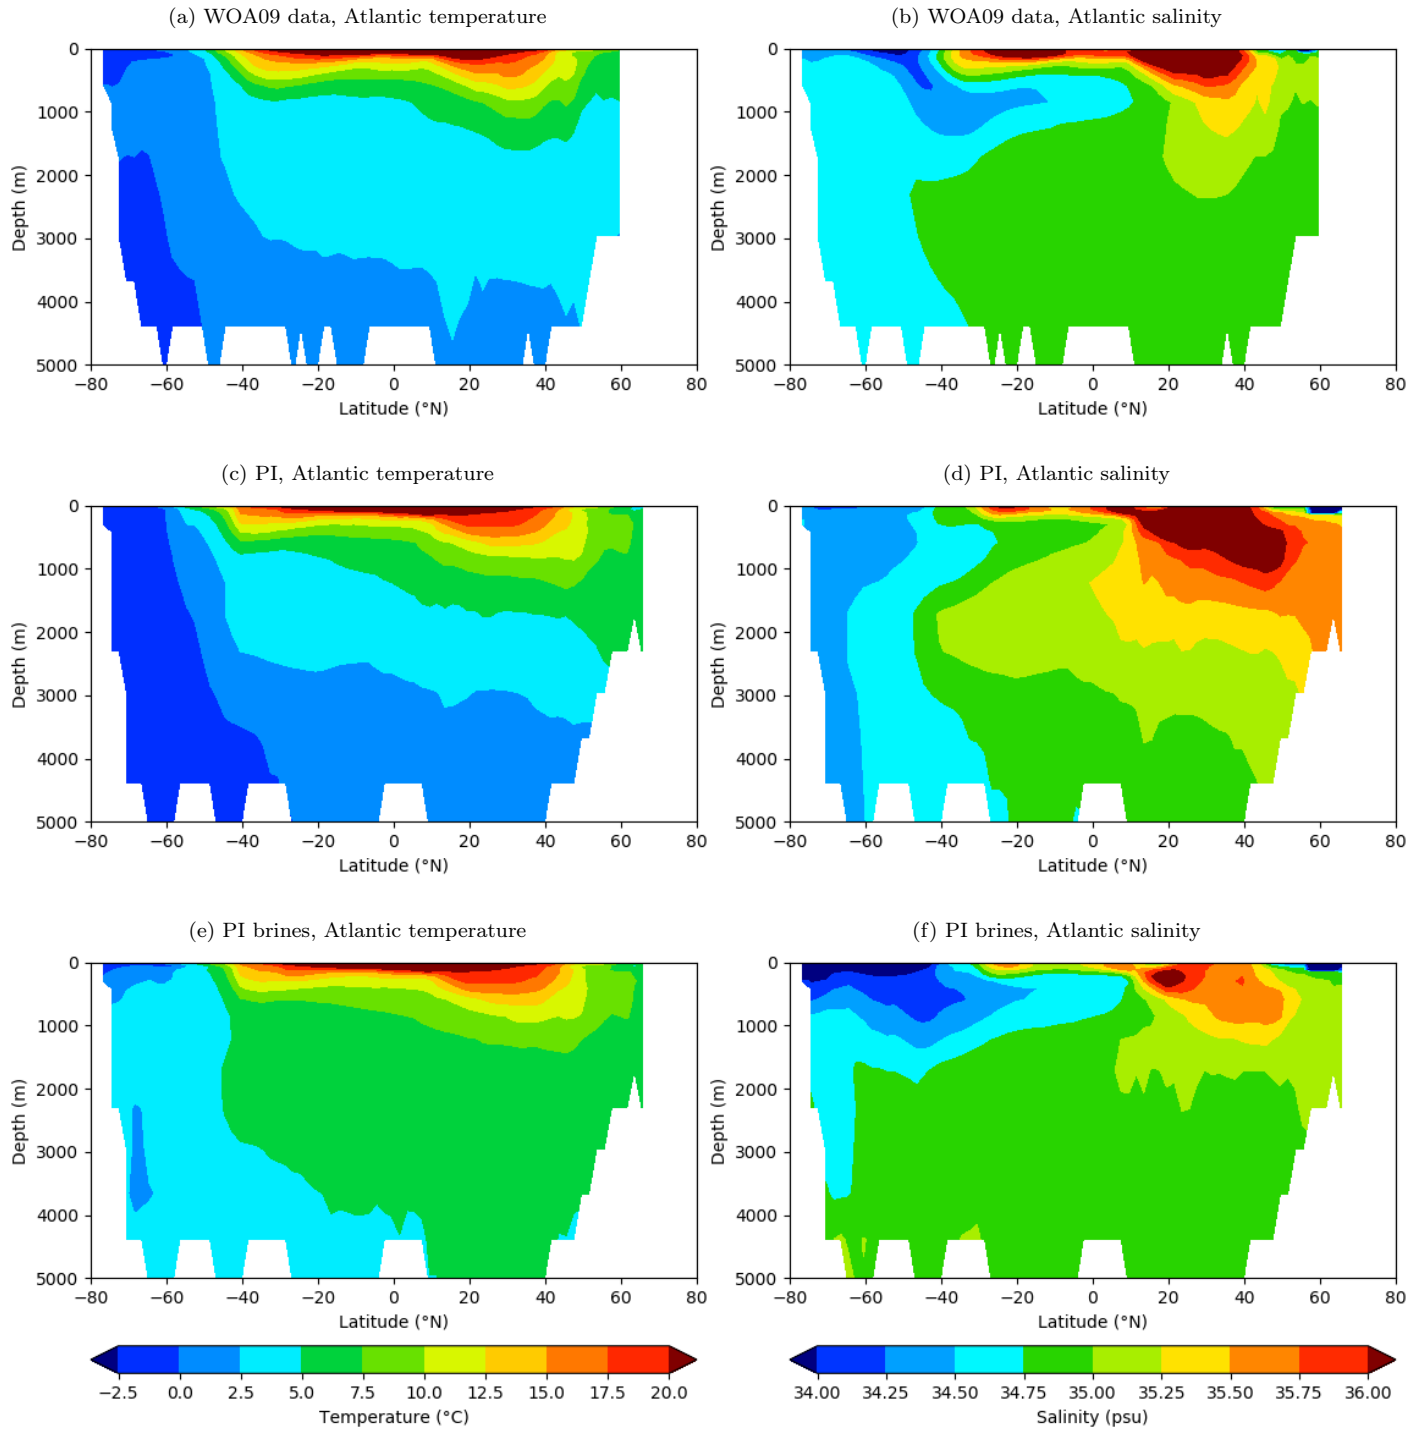 (a) WOA09 data, Atlantic temperature
(b) WOA09 data, Atlantic salinity
0
1000
2000
3000
4000
5000
Depth (m)
−80 −60 −40 −20 0 20 40 60 80
Latitude (°N)
0
1000
2000
3000
4000
5000
Depth (m)
−80 −60 −40 −20 0 20 40 60 80
Latitude (°N)
(c) PI, Atlantic temperature
(d) PI, Atlantic salinity
0
1000
2000
3000
4000
5000
Depth (m)
−80 −60 −40 −20 0 20 40 60 80
Latitude (°N)
0
1000
2000
3000
4000
5000
Depth (m)
−80 −60 −40 −20 0 20 40 60 80
Latitude (°N)
(e) PI brines, Atlantic temperature
(f) PI brines, Atlantic salinity
0
1000
2000
3000
4000
5000
Depth (m)
−80 −60 −40 −20 0 20 40 60 80
Latitude (°N)
0
1000
2000
3000
4000
5000
Depth (m)
−80 −60 −40 −20 0 20 40 60 80
Latitude (°N)
−2.5 0.0 2.5 5.0 7.5 10.0 12.5 15.0 17.5 20.0
Temperature (°C)
34.00 34.25 34.50 34.75 35.00 35.25 35.50 35.75 36.00
Salinity (psu)